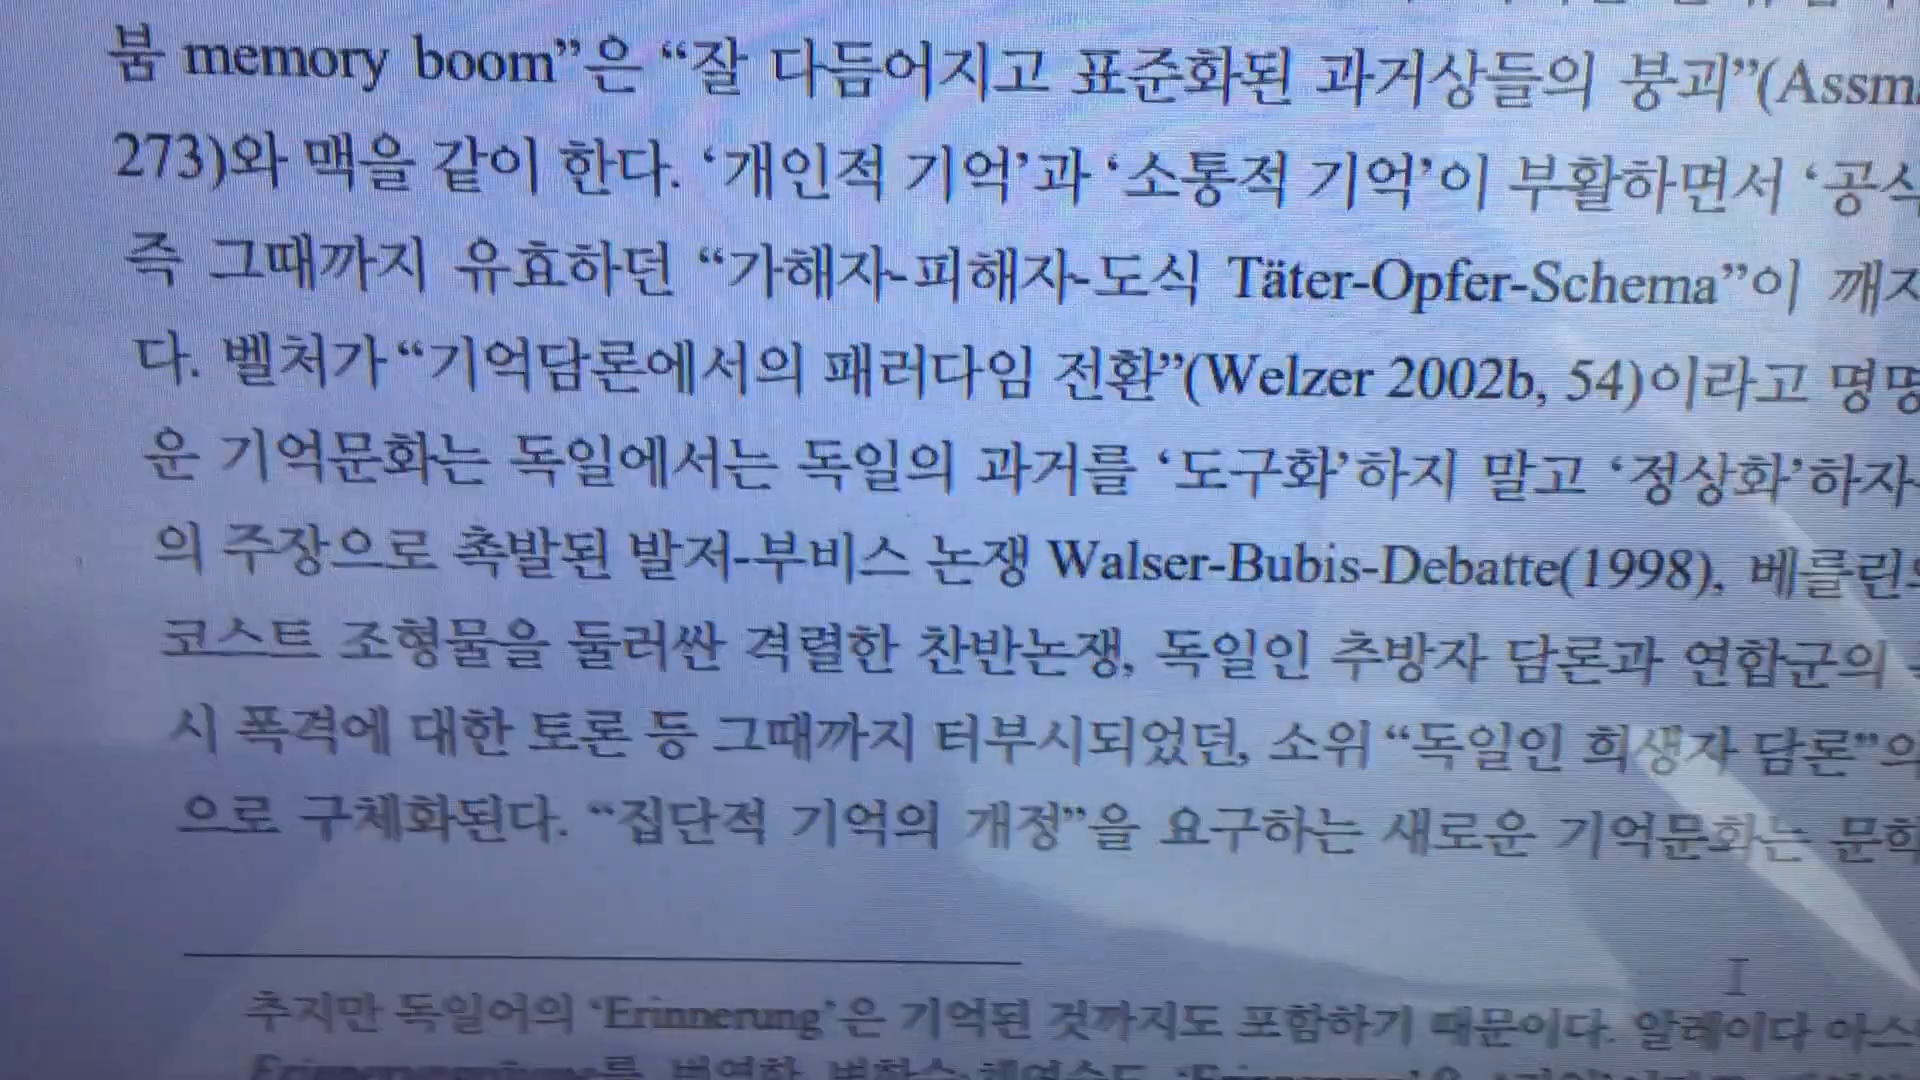 붐 memory boom”은 “잘 다듬어지고 표준화된 과거상들의 붕괴”(Assm
273)와 맥을 같이 한다. ‘개인적 기억’과 ‘소통적 기억’이 부활하면서 ‘공식
즉 그때까지 유효하던 “가해자-피해자-도식 Täter-Opfer-Schema”이 깨지
다. 벨처가 “기억담론에서의 패러다임 전환”(Welzer 2002b, 54)이라고 명명
운 기억문화는 독일에서는 독일의 과거를 ‘도구화’하지 말고 ‘정상화’하자
의 주장으로 촉발된 발저-부비스 논쟁 Walser-Bubis-Debatte(1998), 베를린의
코스트 조형물을 둘러싼 격렬한 찬반논쟁, 독일인 추방자 담론과 연합군의
시 폭격에 대한 토론 등 그때까지 터부시되었던, 소위 “독일인 희생자 담론”의
으로 구체화된다. “집단적 기억의 개정”을 요구하는 새로운 기억문화는 문학
추지만 독일어의 ‘Erinnerung’은 기억된 것까지도 포함하기 때문이다. 알레이다 아스